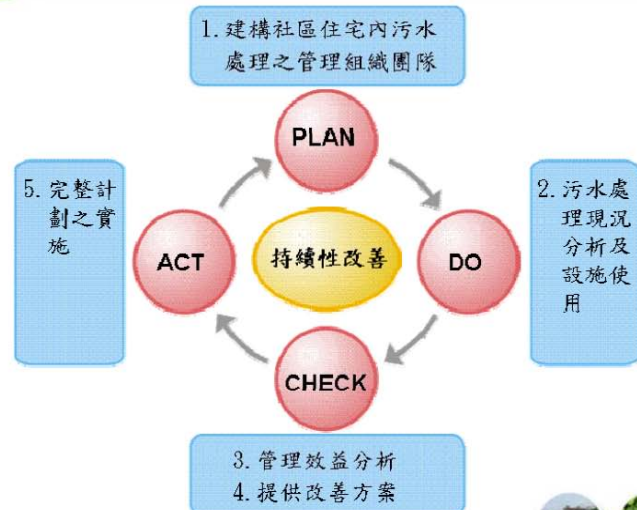 1. 建構社區住宅內污水
處理之管理組織團隊
PLAN
5. 完整計
劃之實
施
ACT
持續性改善
DO
2. 污水處
理現況
分析及
設施使
用
CHECK
3. 管理效益分析
4. 提供改善方案